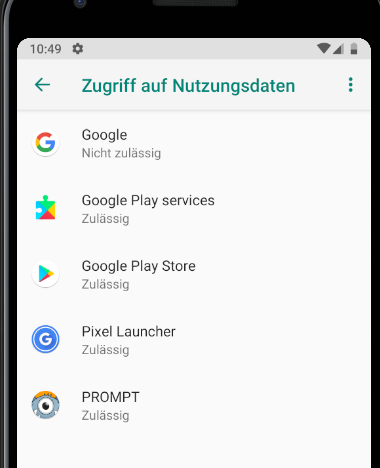 10:49
Zugriff auf Nutzungsdaten
Google
Nicht zulässig
Google Play services
Zulässig
Google Play Store
Zulässig
Pixel Launcher
Zulässig
PROMPT
Zulässig